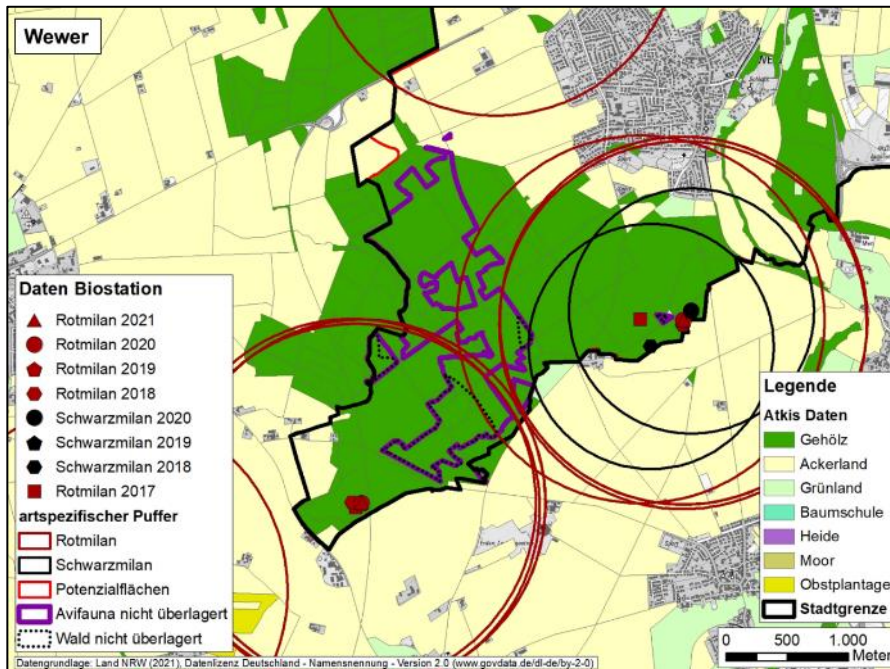 Wewer
Daten Biostation
Rotmilan 2021
Rotmilan 2020
Rotmilan 2019
Rotmilan 2018
Schwarzmilan 2020
Schwarzmilan 2019
Schwarzmilan 2018
Rotmilan 2017
artspezifischer Puffer
Rotmilan
Schwarzmilan
Potenzialflächen
Avifauna nicht überlagert
Wald nicht überlagert
Legende
Atkis Daten
Gehölz
Ackerland
Grünland
Baumschule
Heide
Moor
Obstplantage
Stadtgrenze
0 500 1.000
Meter
Datengrundlage: Land NRW (2021), Datenlizenz Deutschland - Namensnennung - Version 2.0 (www.govdata.de/dl-de/by-2-0)